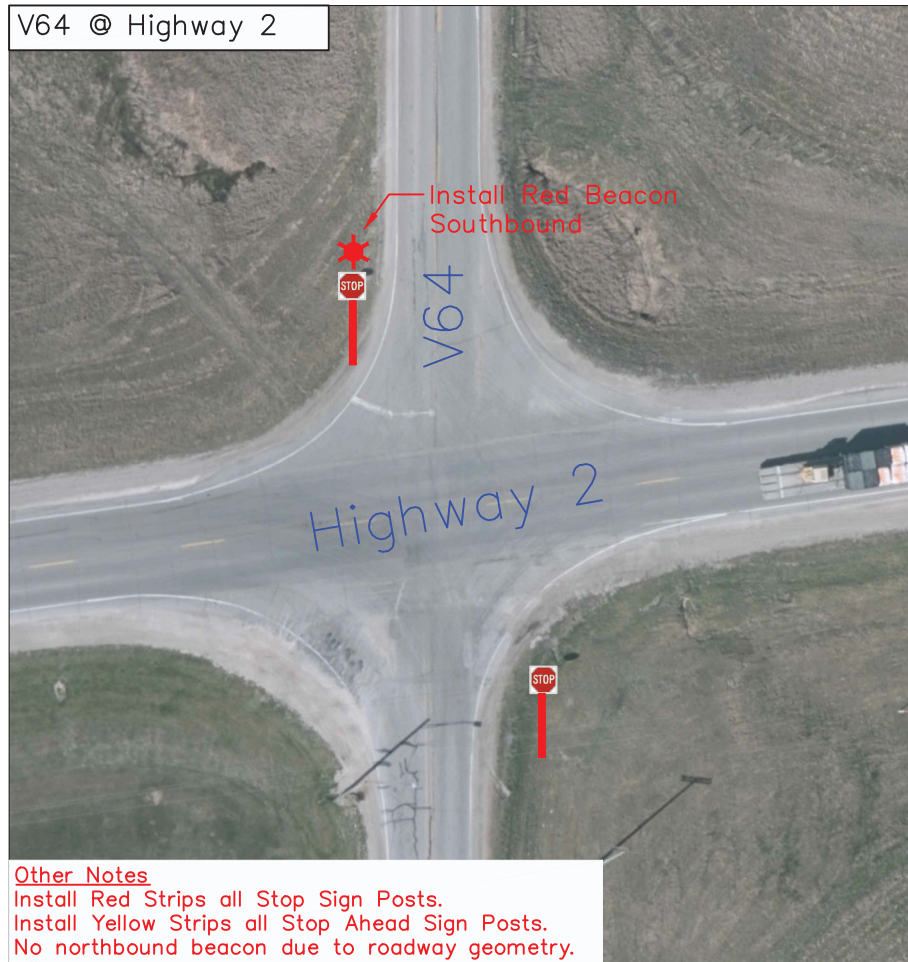 V64 @ Highway 2
Install Red Beacon
Southbound
STOP
V64
Highway 2
STOP
Other Notes
Install Red Strips all Stop Sign Posts.
Install Yellow Strips all Stop Ahead Sign Posts.
No northbound beacon due to roadway geometry.